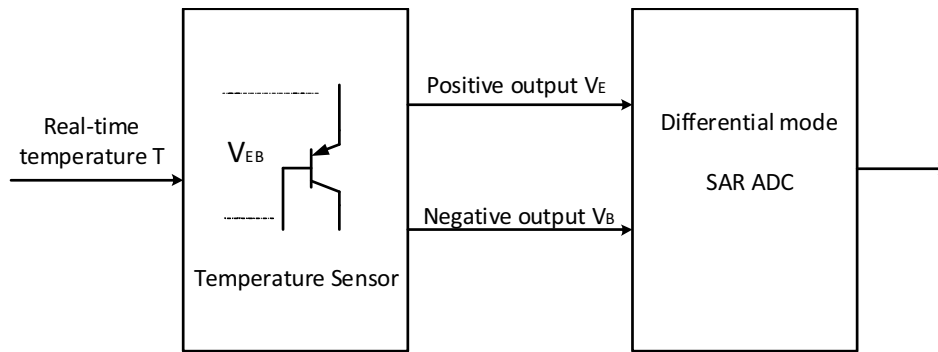 Real-time
temperature T
VEB
Temperature Sensor
Positive output VE
Negative output VB
Differential mode
SAR ADC